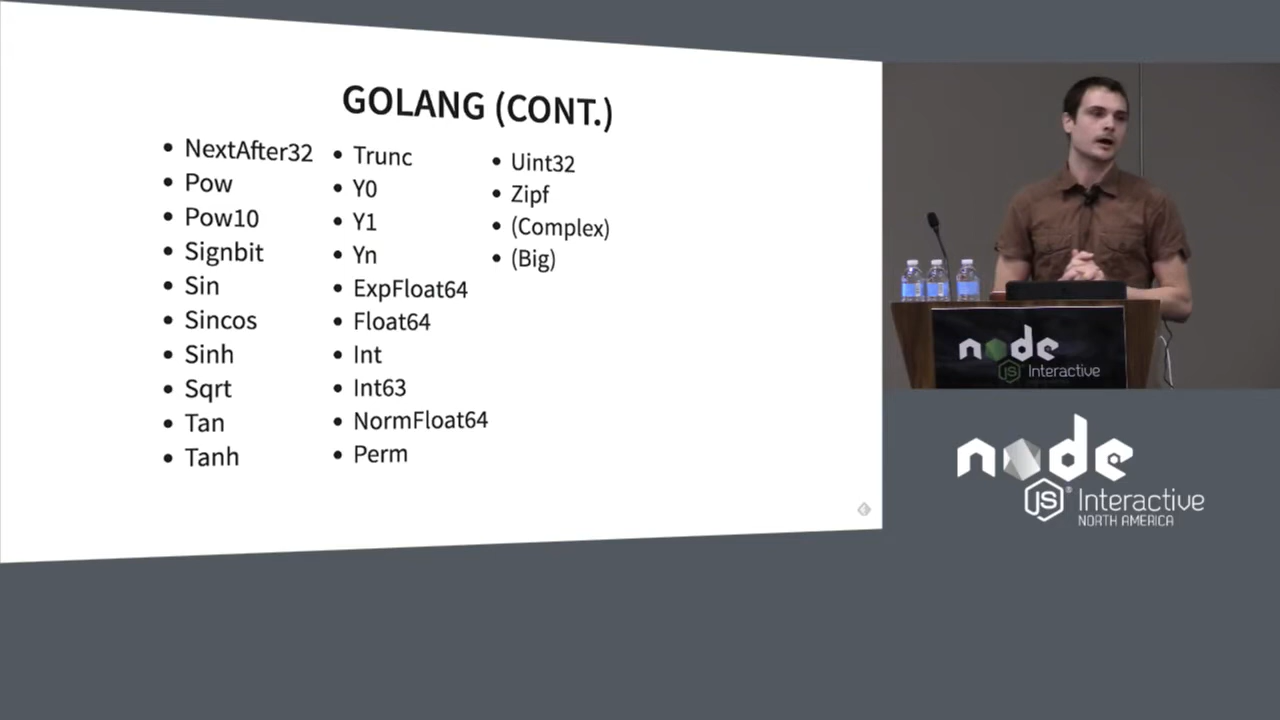 GOLANG (CONT.)
NextAfter32
Pow
Pow10
Signbit
Sin
Sincos
Sinh
Sqrt
Tan
Tanh
Trunc
Y0
Y1
Yn
ExpFloat64
Float64
Int
Int63
NormFloat64
Perm
Uint32
Zipf
(Complex)
(Big)
node
JS Interactive
node
JS® Interactive
NORTH AMERICA